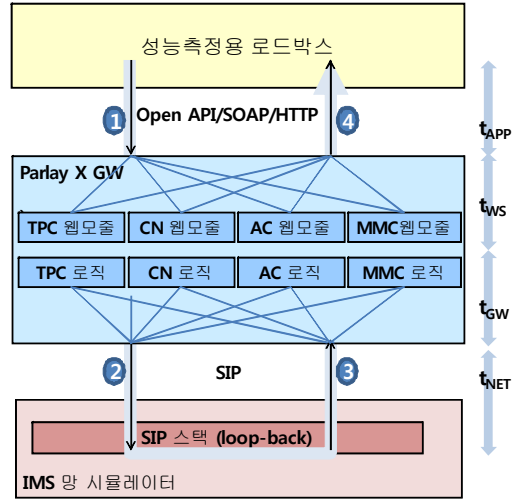 성능측정용 로드박스
1
Open API/SOAP/HTTP
4
tAPP
Parlay X GW
tWS
TPC 웹모줄
CN 웹모줄
AC 웹모줄
MMC웹모줄
TPC 로직
CN 로직
AC 로직
MMC 로직
tGW
2
SIP
3
tNET
SIP 스택 (loop-back)
IMS 망 시뮬레이터